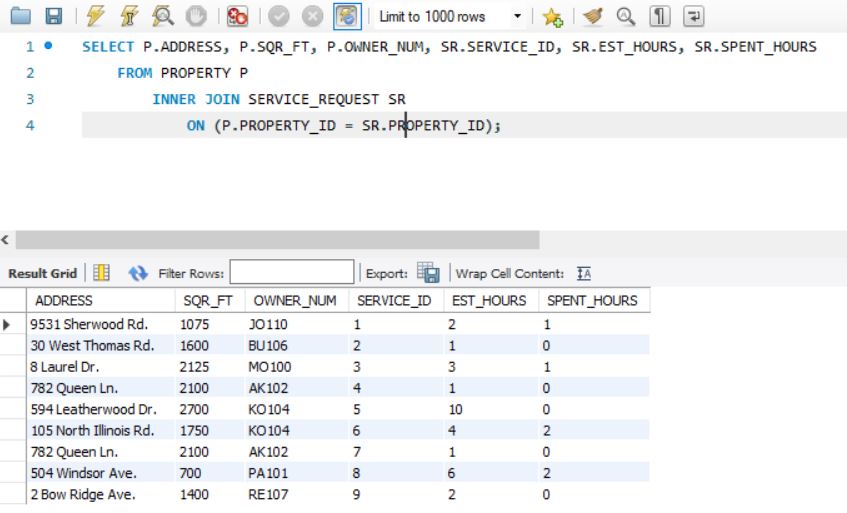 Limit to 1000 rows
1 SELECT P.ADDRESS, P.SQR_FT, P.OWNER_NUM, SR.SERVICE_ID, SR.EST_HOURS, SR.SPENT_HOURS
2 FROM PROPERTY P
3 INNER JOIN SERVICE_REQUEST SR
4 ON (P.PROPERTY_ID = SR.PROPERTY_ID);
Result Grid Filter Rows: Export: Wrap Cell Content:
ADDRESS SQR_FT OWNER_NUM SERVICE_ID EST_HOURS SPENT_HOURS
9531 Sherwood Rd. 1075 JO110 1 2 1
30 West Thomas Rd. 1600 BU106 2 1 0
8 Laurel Dr. 2125 MO100 3 3 1
782 Queen Ln. 2100 AK102 4 1 0
594 Leatherwood Dr. 2700 KO104 5 10 0
105 North Illinois Rd. 1750 KO104 6 4 2
782 Queen Ln. 2100 AK102 7 1 0
504 Windsor Ave. 700 PA101 8 6 2
2 Bow Ridge Ave. 1400 RE107 9 2 0